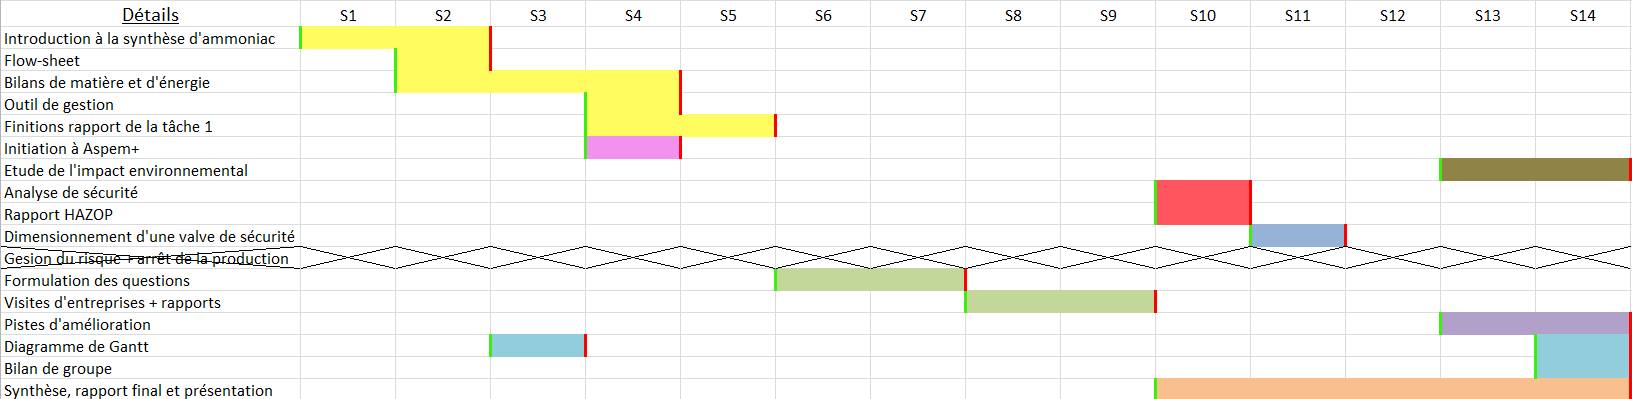 Détails S1 S2 S3 S4 S5 S6 S7 S8 S9 S10 S11 S12 S13 S14
Introduction à la synthèse d'ammoniac
Flow-sheet
Bilans de matière et d'énergie
Outil de gestion
Finitions rapport de la tâche 1
Initiation à Aspem+
Etude de l'impact environnemental
Analyse de sécurité
Rapport HAZOP
Dimensionnement d'une valve de sécurité
Gesion du risque + arrêt de la production
Formulation des questions
Visites d'entreprises + rapports
Pistes d'amélioration
Diagramme de Gantt
Bilan de groupe
Synthèse, rapport final et présentation